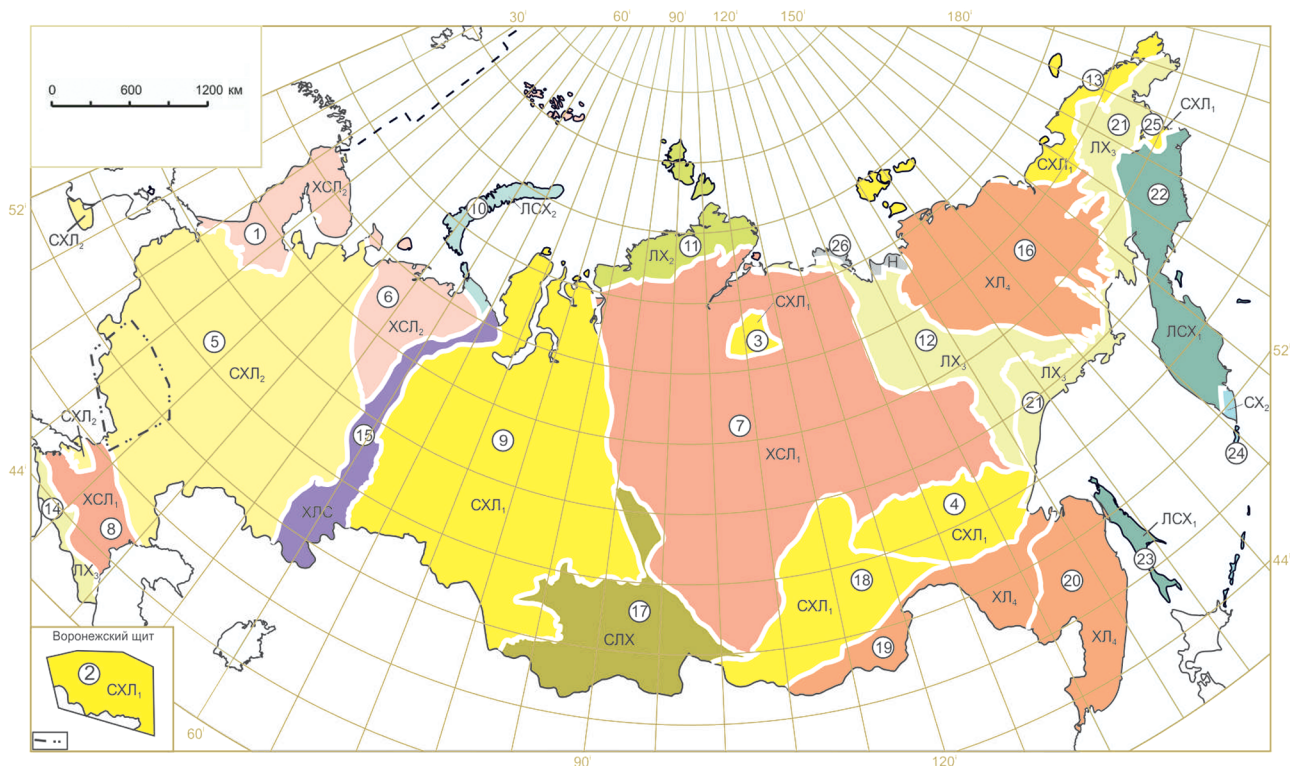 30'
60'
90'
120'
150'
180'
0 600 1200 км
13
СХЛ₁
21
25
ЛХ₃
СХЛ₁
ХСЛ₂
52'
10
ЛСХ₂
22
СХЛ₂
1
11
26
16
ЛХ₂
Н
ХЛ₄
6
СХЛ₁
ХСЛ₂
5
3
12
ЛСХ₁
52'
СХЛ₂
ЛХ₃
ЛХ₃
21
СХ₂
СХЛ₂
7
15
9
ХСЛ₁
24
44'
ХСЛ₁
14
8
ХЛС
СХЛ₁
4
СХЛ₁
ЛСХ₁
23
44'
ЛХ₃
18
20
СХЛ₁
ХЛ₄
17
СЛХ
ХЛ₄
19
Воронежский щит
2
СХЛ₁
60'
90'
120'